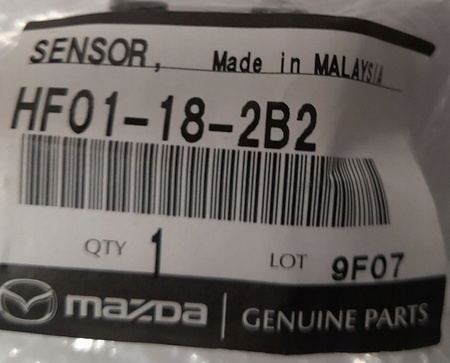 SENSOR, Made in MALAYSIA
HF01-18-2B2
QTY 1 LOT 9F07
mazda | GENUINE PARTS